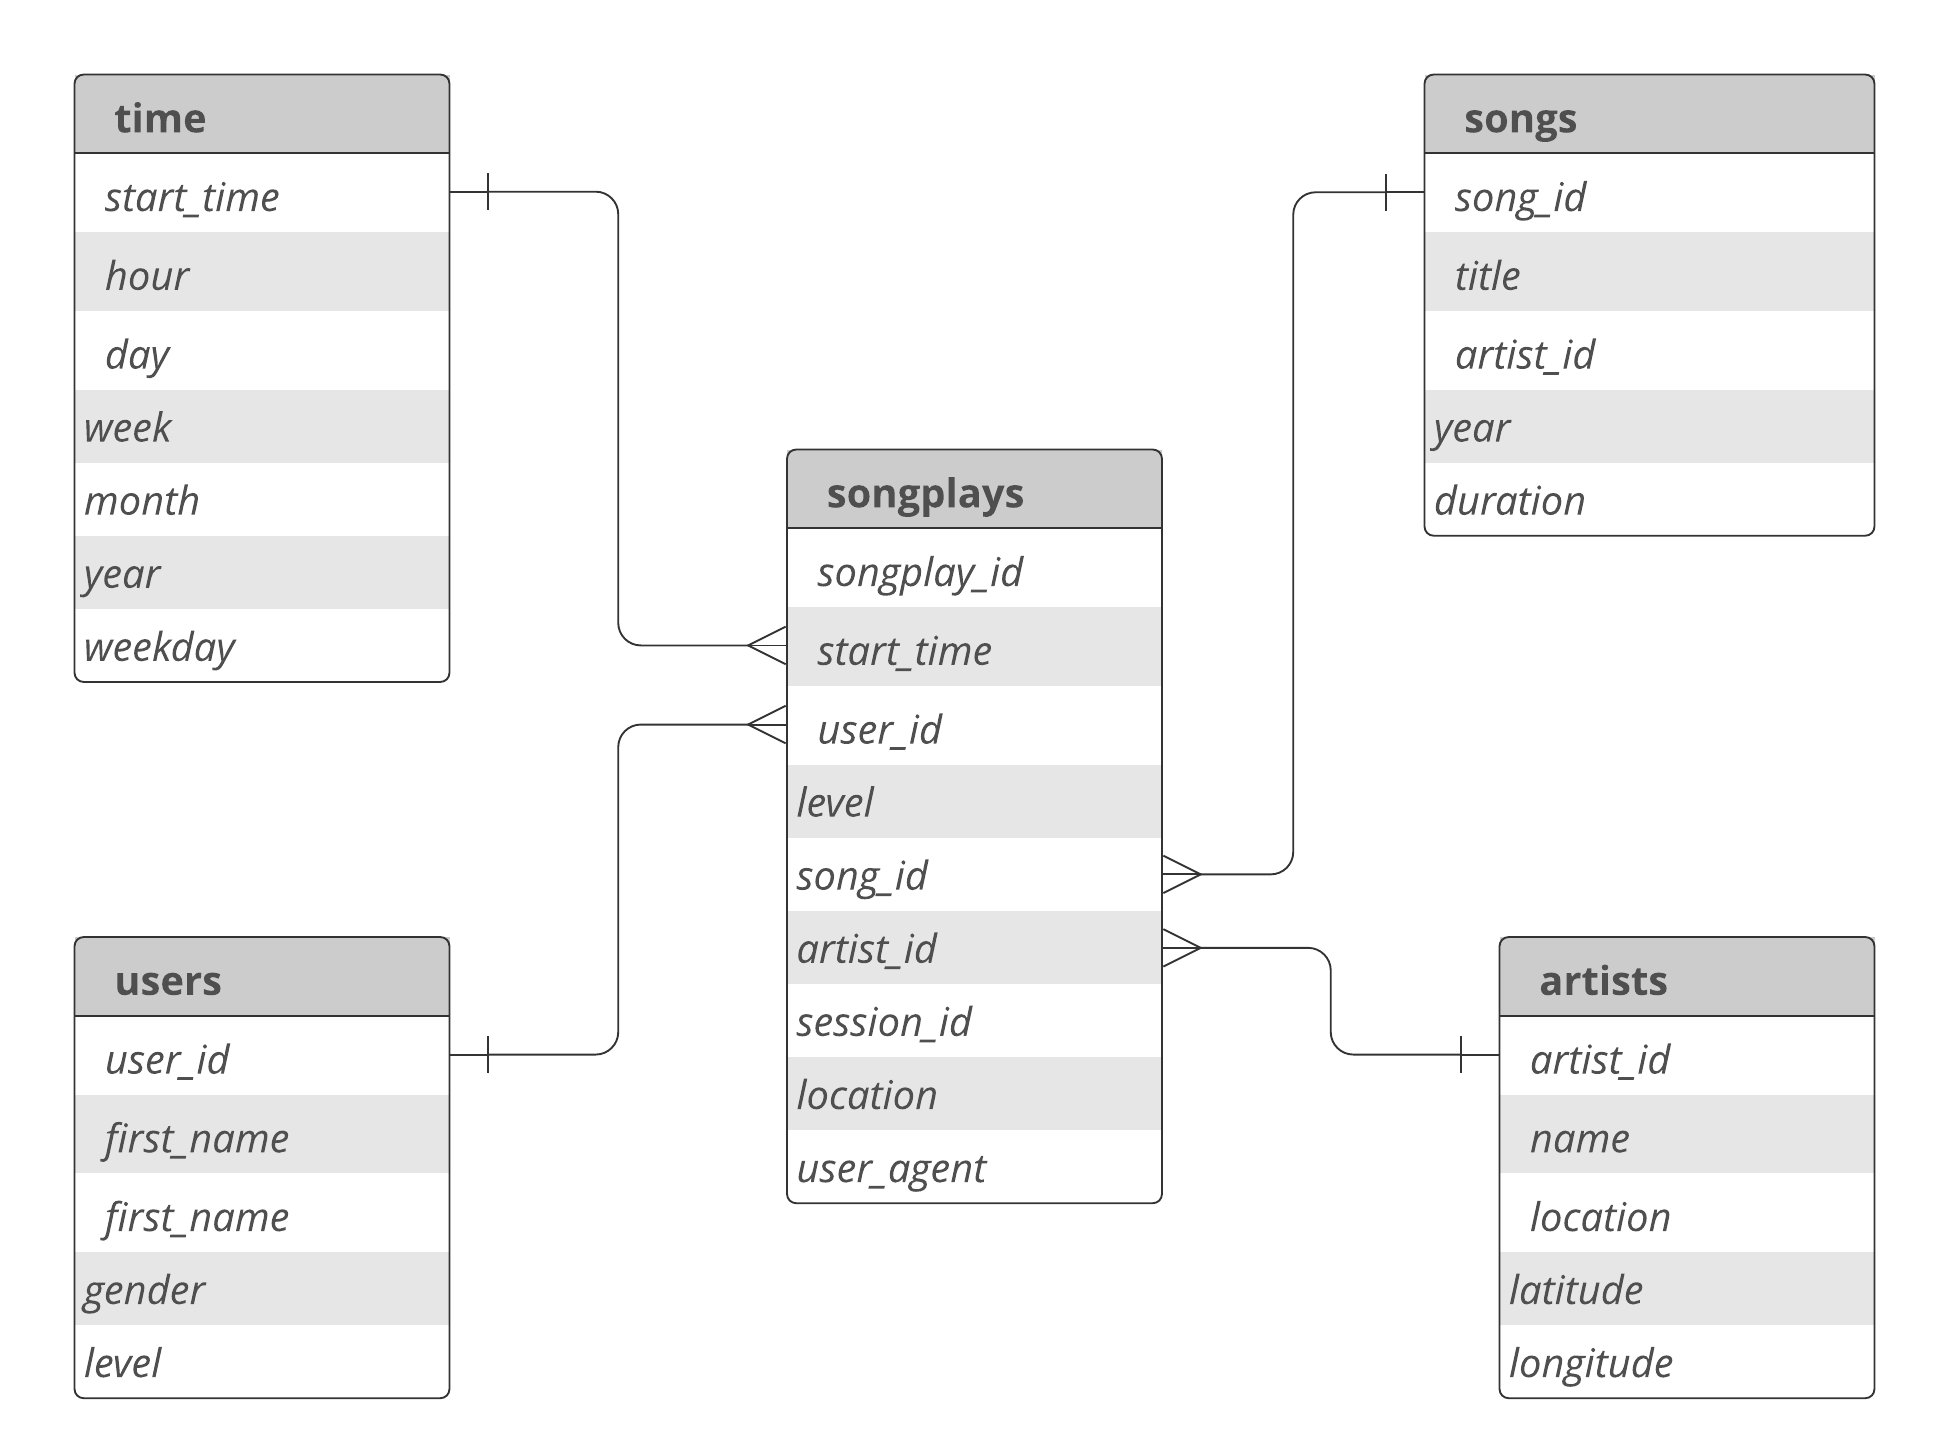 time
start_time
hour
day
week
month
year
weekday
songs
song_id
title
artist_id
year
duration
songplays
songplay_id
start_time
user_id
level
song_id
artist_id
session_id
location
user_agent
users
user_id
first_name
first_name
gender
level
artists
artist_id
name
location
latitude
longitude